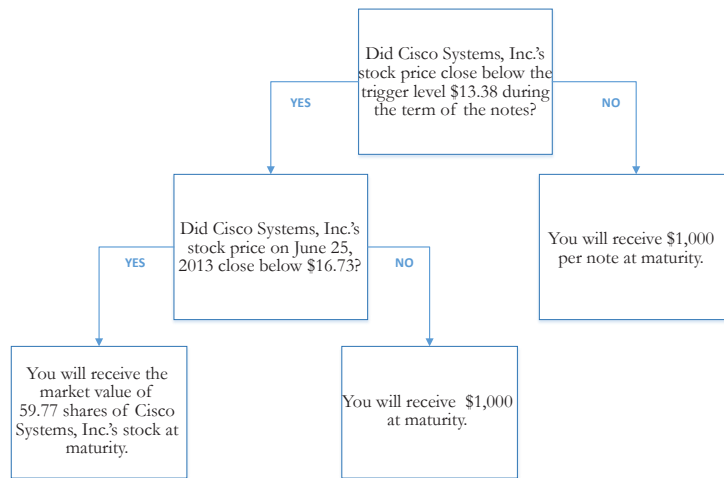 Did Cisco Systems, Inc.'s
stock price close below the
trigger level $13.38 during
the term of the notes?
YES
NO
Did Cisco Systems, Inc.'s
stock price on June 25,
2013 close below $16.73?
You will receive $1,000
per note at maturity.
YES
NO
You will receive the
market value of
59.77 shares of Cisco
Systems, Inc.'s stock at
maturity.
You will receive $1,000
at maturity.